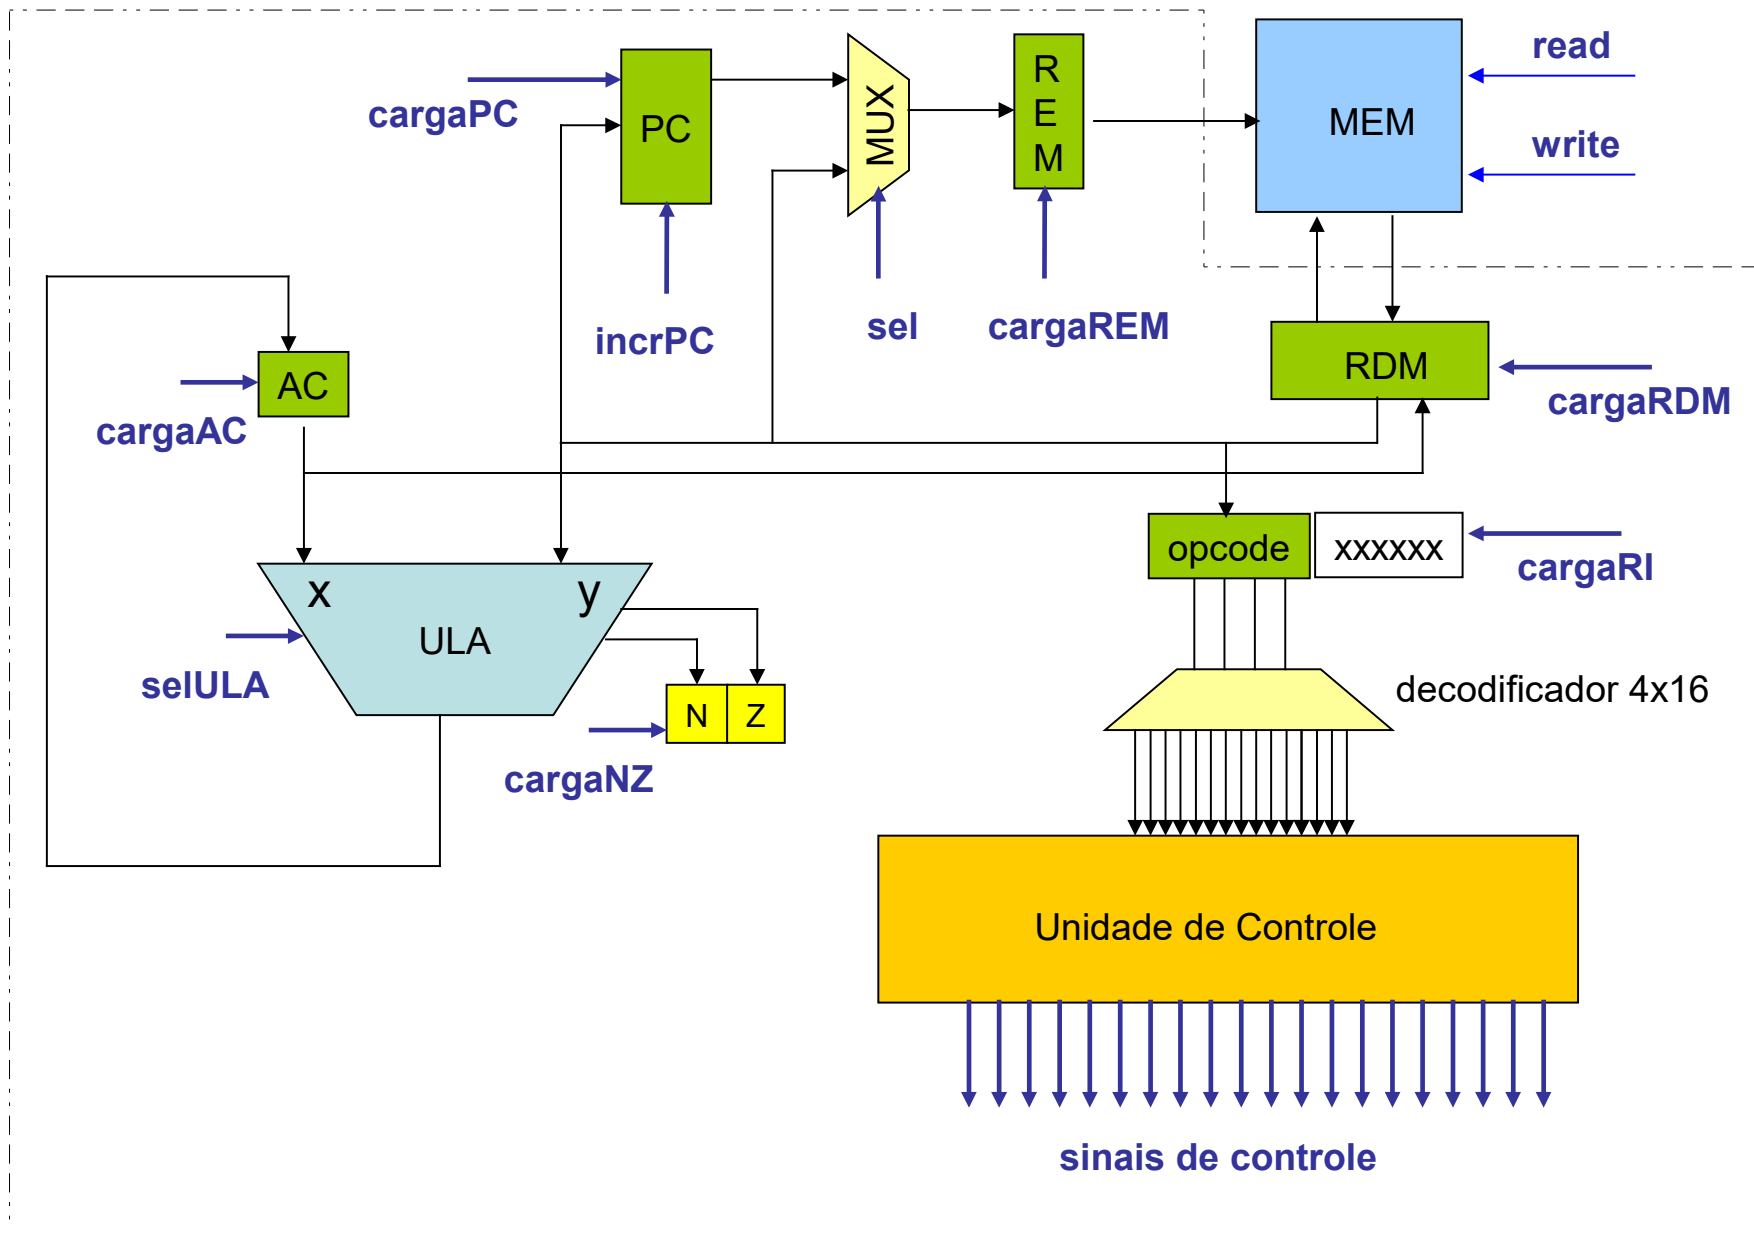 read
cargaPC
PC
MUX
R
E
M
MEM
write
incrPC
sel
cargaREM
RDM
cargaRDM
AC
cargaAC
opcode
xxxxxx
cargaRI
x
y
ULA
selULA
N
Z
decodificador 4x16
cargaNZ
Unidade de Controle
sinais de controle